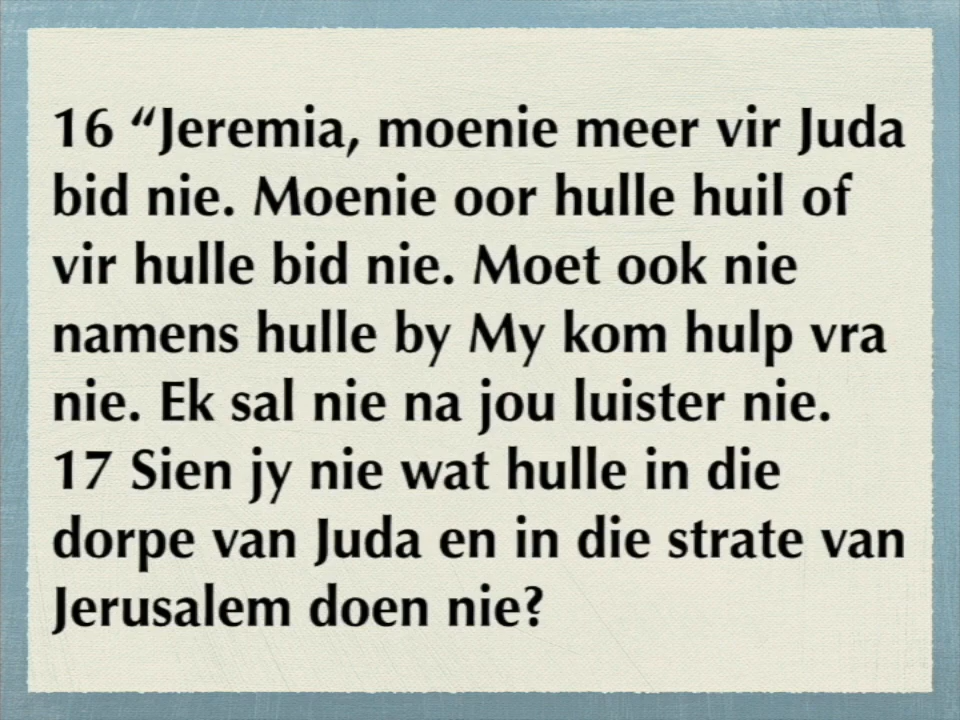 16 “Jeremia, moenie meer vir Juda
bid nie. Moenie oor hulle huil of
vir hulle bid nie. Moet ook nie
namens hulle by My kom hulp vra
nie. Ek sal nie na jou luister nie.
17 Sien jy nie wat hulle in die
dorpe van Juda en in die strate van
Jerusalem doen nie?